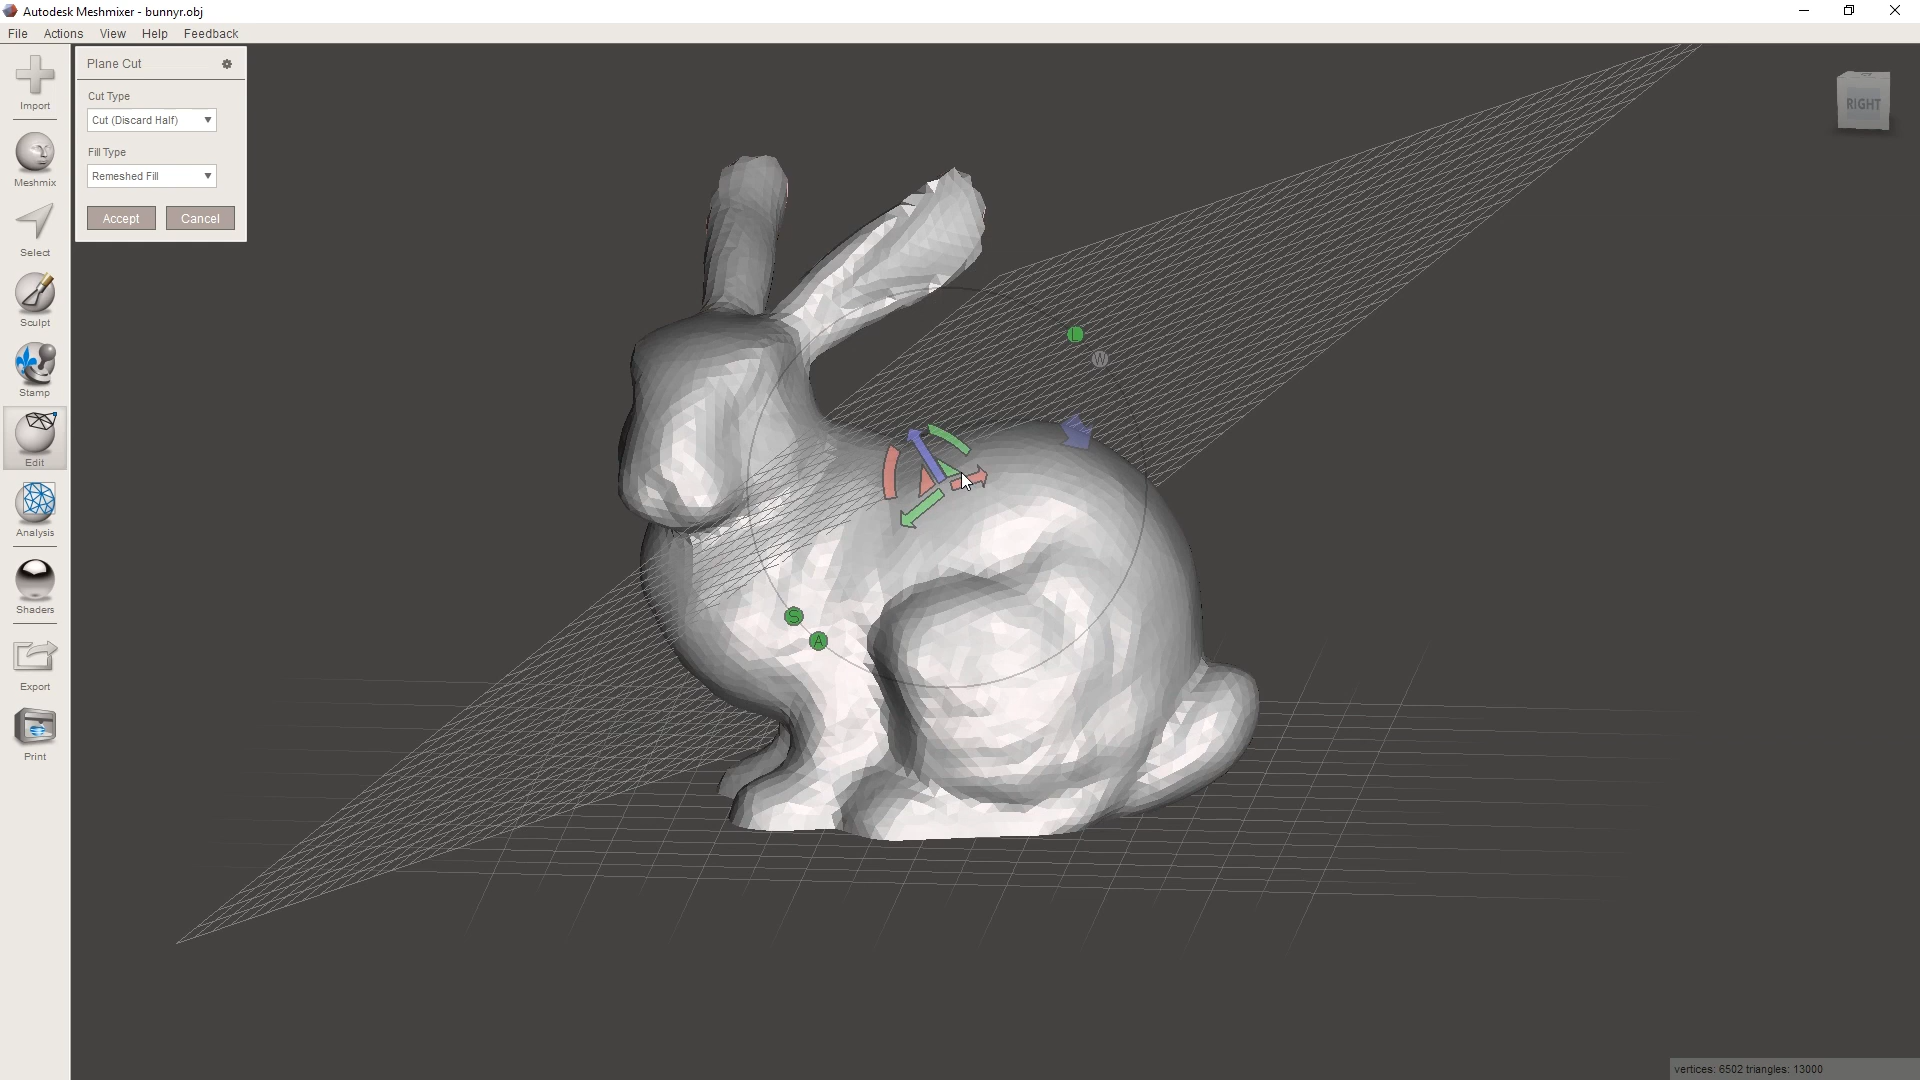 Autodesk Meshmixer - bunnyr.obj
File Actions View Help Feedback
Plane Cut
Cut Type
Cut (Discard Half)
Fill Type
Remeshed Fill
Accept Cancel
Import
Meshmix
Select
Sculpt
Stamp
Edit
Analysis
Shaders
Export
Print
RIGHT
L
W
S
A
vertices: 6502 triangles: 13000